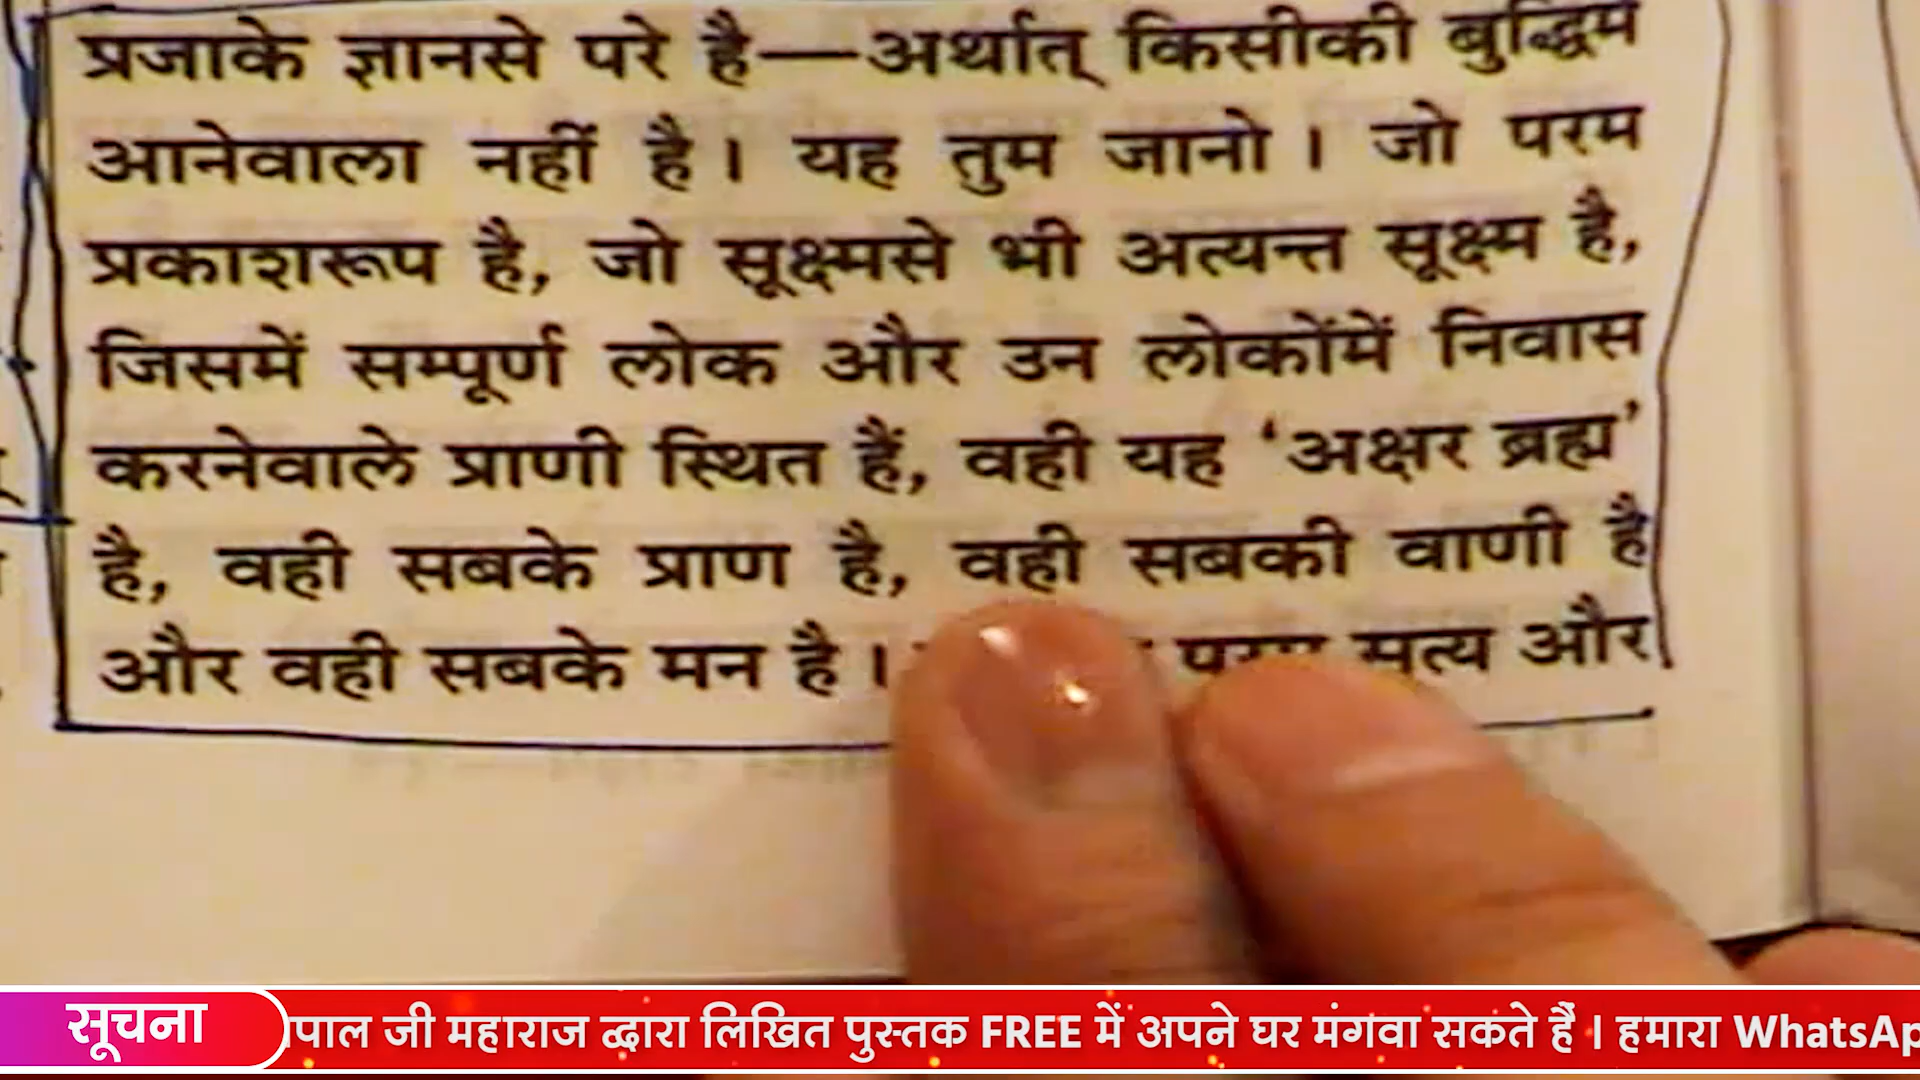 प्रजाके ज्ञानसे परे है—अर्थात् किसीकी बुद्धिमें
आनेवाला नहीं है। यह तुम जानो। जो परम
प्रकाशरूप है, जो सूक्ष्मसे भी अत्यन्त सूक्ष्म है,
जिसमें सम्पूर्ण लोक और उन लोकोंमें निवास
करनेवाले प्राणी स्थित हैं, वही यह ‘अक्षर ब्रह्म’
है, वही सबके प्राण है, वही सबकी वाणी है
और वही सबके मन है। परम सत्य और
सूचना
जी महाराज द्वारा लिखित पुस्तक FREE में अपने घर मंगवा सकते हैं। हमारा